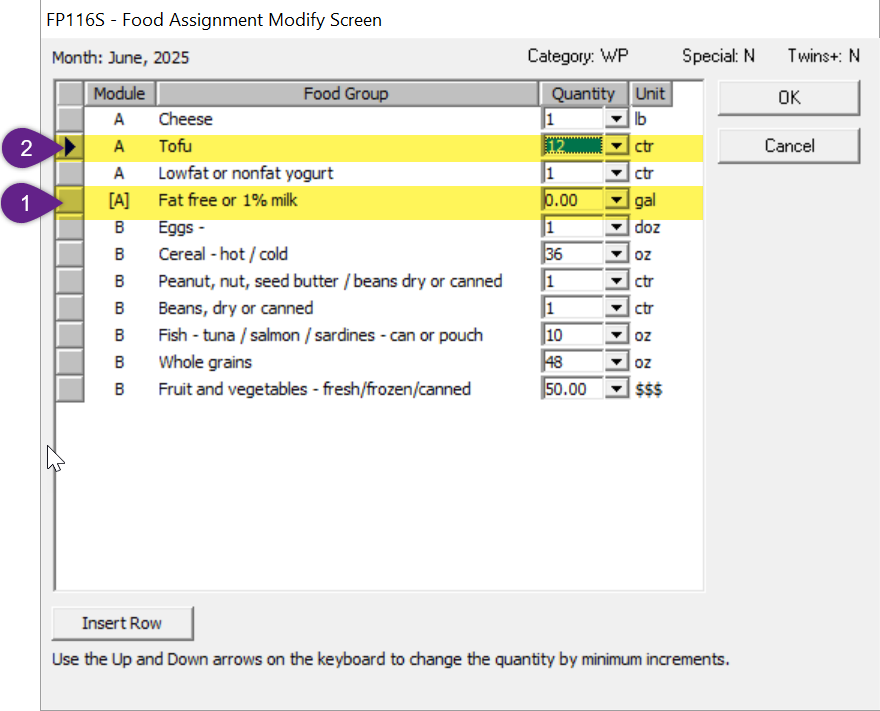 FP116S - Food Assignment Modify Screen
Month: June, 2025 Category: WP Special: N Twins+: N
Module Food Group Quantity Unit OK
A Cheese 1 lb
2 A Tofu 12 ctr Cancel
A Lowfat or nonfat yogurt 1 ctr
1 [A] Fat free or 1% milk 0.00 gal
B Eggs - 1 doz
B Cereal - hot / cold 36 oz
B Peanut, nut, seed butter / beans dry or canned 1 ctr
B Beans, dry or canned 1 ctr
B Fish - tuna / salmon / sardines - can or pouch 10 oz
B Whole grains 48 oz
B Fruit and vegetables - fresh/frozen/canned 50.00 $$$
Insert Row
Use the Up and Down arrows on the keyboard to change the quantity by minimum increments.